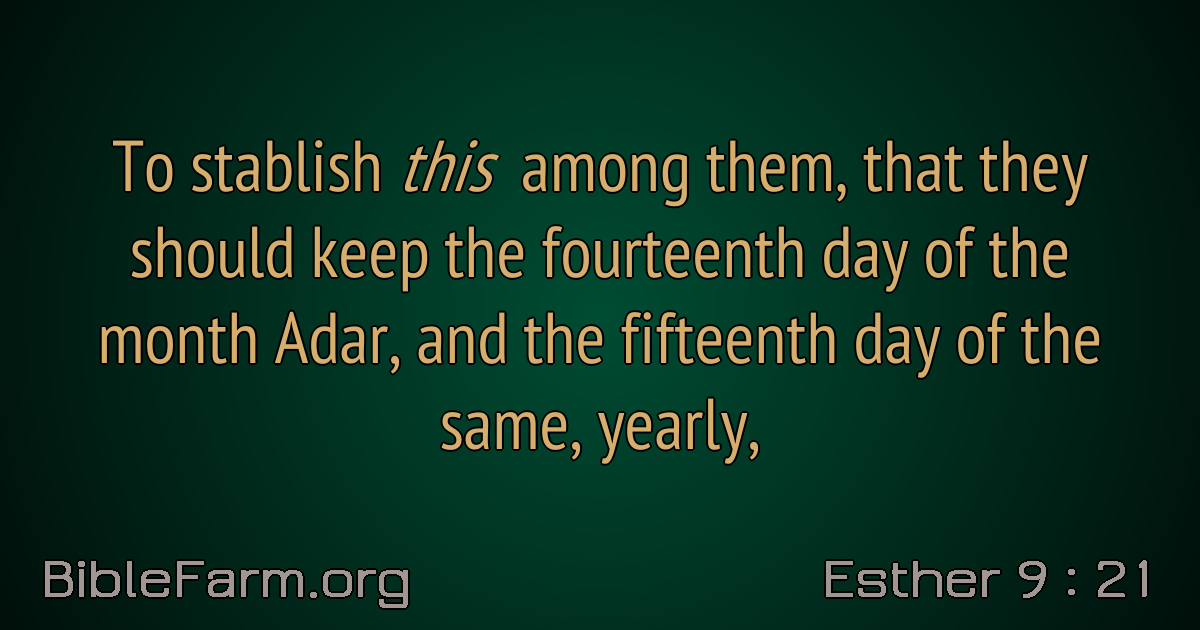 To stablish this among them, that they
should keep the fourteenth day of the
month Adar, and the fifteenth day of the
same, yearly,
BibleFarm.org
Esther 9 : 21